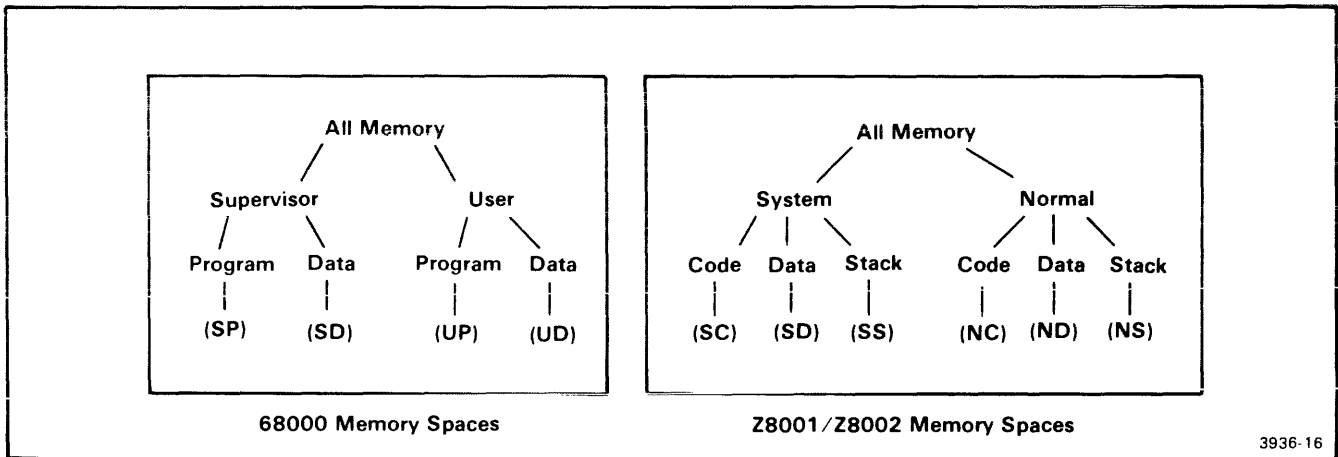 All Memory
Supervisor User
Program Data Program Data
(SP) (SD) (UP) (UD)
68000 Memory Spaces
All Memory
System Normal
Code Data Stack Code Data Stack
(SC) (SD) (SS) (NC) (ND) (NS)
Z8001/Z8002 Memory Spaces
3936-16